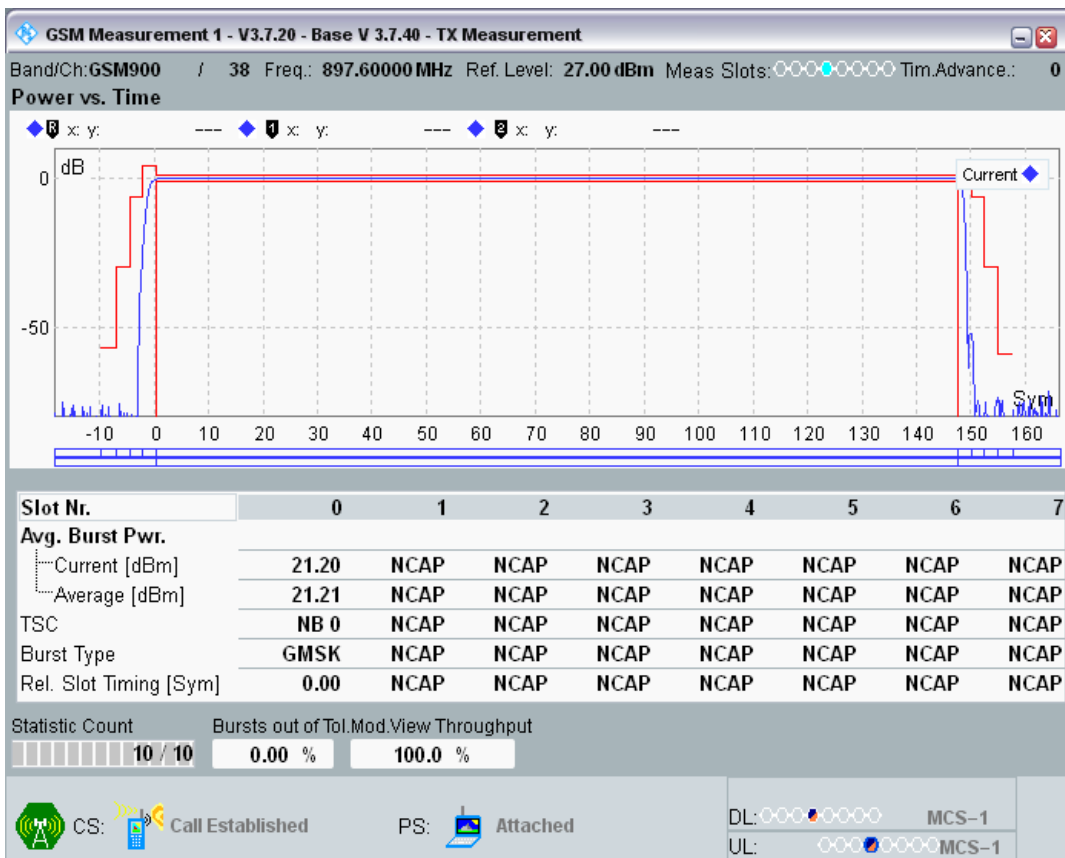 GSM Measurement 1 - V3.7.20 - Base V 3.7.40 - TX Measurement
Band/Ch:GSM900 / 38 Freq.: 897.60000 MHz Ref. Level: 27.00 dBm Meas Slots: Tim.Advance.: 0
Power vs. Time
R x: y: --- 1 x: y: --- 2 x: y: ---
dB
0
Current
-50
Sym
-10 0 10 20 30 40 50 60 70 80 90 100 110 120 130 140 150 160
Slot Nr. 0 1 2 3 4 5 6 7
Avg. Burst Pwr.
Current [dBm] 21.20 NCAP NCAP NCAP NCAP NCAP NCAP NCAP
Average [dBm] 21.21 NCAP NCAP NCAP NCAP NCAP NCAP NCAP
TSC NB 0 NCAP NCAP NCAP NCAP NCAP NCAP NCAP
Burst Type GMSK NCAP NCAP NCAP NCAP NCAP NCAP NCAP
Rel. Slot Timing [Sym] 0.00 NCAP NCAP NCAP NCAP NCAP NCAP NCAP
Statistic Count Bursts out of Tol. Mod.View Throughput
10 / 10 0.00 % 100.0 %
CS: Call Established PS: Attached DL: MCS-1
UL: MCS-1